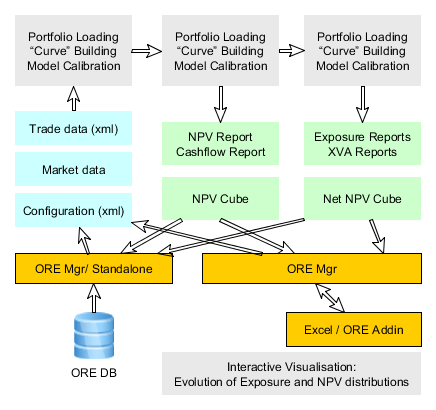 Portfolio Loading
“Curve” Building
Model Calibration
Portfolio Loading
“Curve” Building
Model Calibration
Portfolio Loading
“Curve” Building
Model Calibration
Trade data (xml)
Market data
Configuration (xml)
NPV Report
Cashflow Report
NPV Cube
Exposure Reports
XVA Reports
Net NPV Cube
ORE Mgr/ Standalone
ORE Mgr
Excel / ORE Addin
ORE DB
Interactive Visualisation:
Evolution of Exposure and NPV distributions